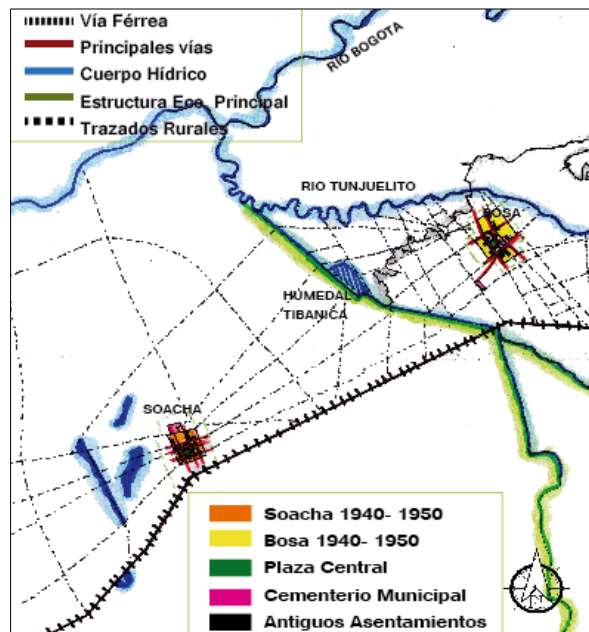 Vía Férrea
Principales vías
Cuerpo Hídrico
Estructura Eco. Principal
Trazados Rurales
RIO BOGOTA
RIO TUNJUELITO
BOSA
HUMEDAL
TIBANICA
SOACHA
Soacha 1940- 1950
Bosa 1940- 1950
Plaza Central
Cementerio Municipal
Antiguos Asentamientos